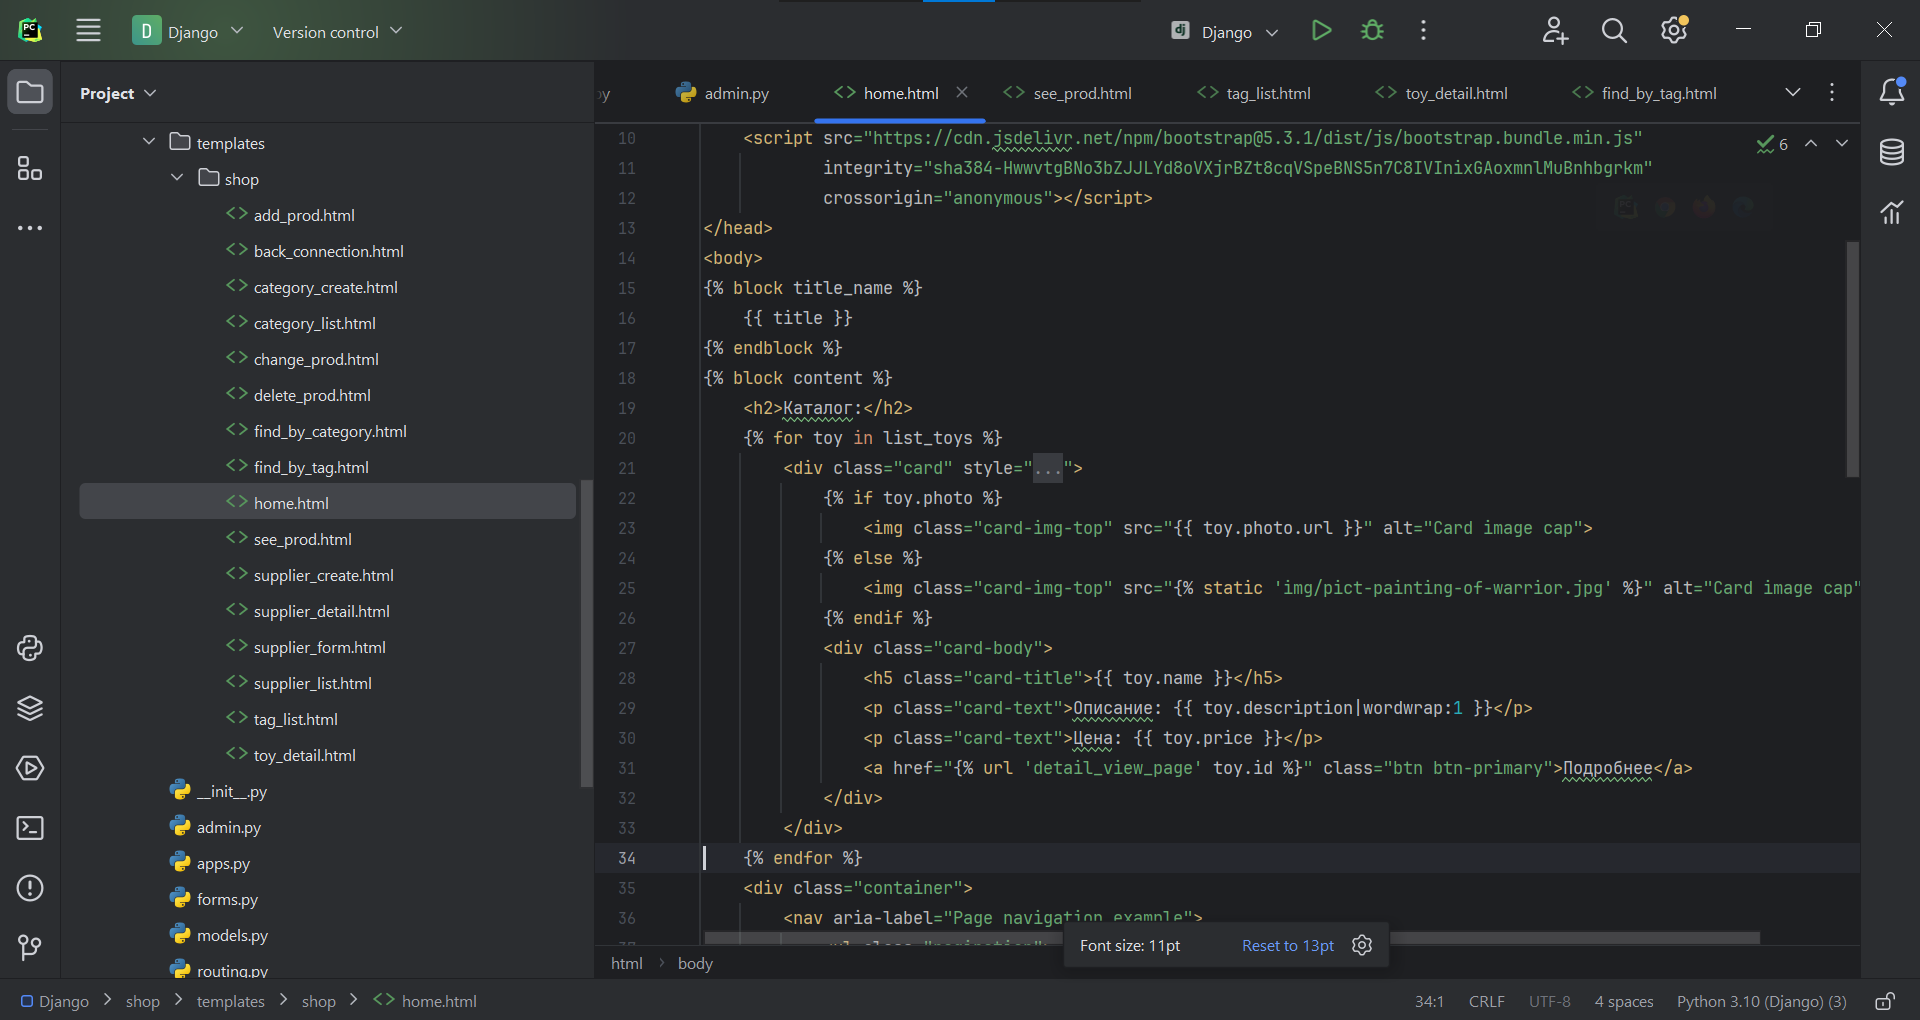 D Django Version control Django
Project
y admin.py home.html see_prod.html tag_list.html toy_detail.html find_by_tag.html
templates
shop
add_prod.html
back_connection.html
category_create.html
category_list.html
change_prod.html
delete_prod.html
find_by_category.html
find_by_tag.html
home.html
see_prod.html
supplier_create.html
supplier_detail.html
supplier_form.html
supplier_list.html
tag_list.html
toy_detail.html
__init__.py
admin.py
apps.py
forms.py
models.py
routing.py
6
10 <script src="https://cdn.jsdelivr.net/npm/bootstrap@5.3.1/dist/js/bootstrap.bundle.min.js"
11 integrity="sha384-HwwvtgBNo3bZJJLYd8oVXjrBZt8cqVSpeBNS5n7C8IVInixGAoxmnlMuBnhbgrkm"
12 crossorigin="anonymous"></script>
13 </head>
14 <body>
15 {% block title_name %}
16 {{ title }}
17 {% endblock %}
18 {% block content %}
19 <h2>Каталог:</h2>
20 {% for toy in list_toys %}
21 <div class="card" style="...">
22 {% if toy.photo %}
23 <img class="card-img-top" src="{{ toy.photo.url }}" alt="Card image cap">
24 {% else %}
25 <img class="card-img-top" src="{% static 'img/pict-painting-of-warrior.jpg' %}" alt="Card image cap"
26 {% endif %}
27 <div class="card-body">
28 <h5 class="card-title">{{ toy.name }}</h5>
29 <p class="card-text">Описание: {{ toy.description|wordwrap:1 }}</p>
30 <p class="card-text">Цена: {{ toy.price }}</p>
31 <a href="{% url 'detail_view_page' toy.id %}" class="btn btn-primary">Подробнее</a>
32 </div>
33 </div>
34 {% endfor %}
35 <div class="container">
36 <nav aria-label="Page navigation example">
Font size: 11pt Reset to 13pt
html body
Django shop templates shop home.html 34:1 CRLF UTF-8 4 spaces Python 3.10 (Django) (3)